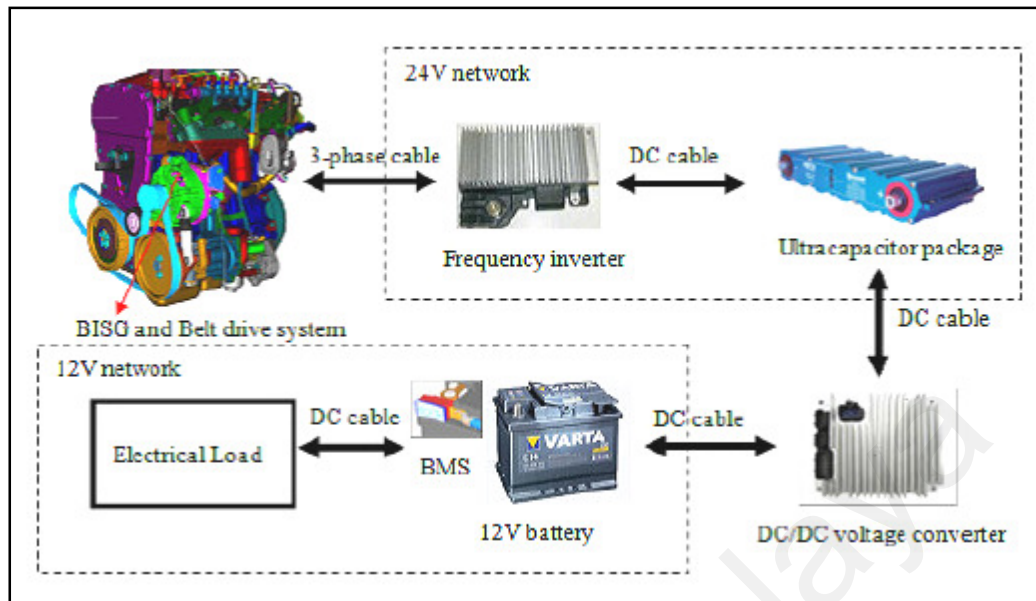 24V network
3-phase cable
DC cable
Frequency inverter
Ultracapacitor package
BISG and Belt drive system
DC cable
12V network
DC cable
DC cable
Electrical Load
BMS
VARTA
12V battery
DC/DC voltage converter
laya